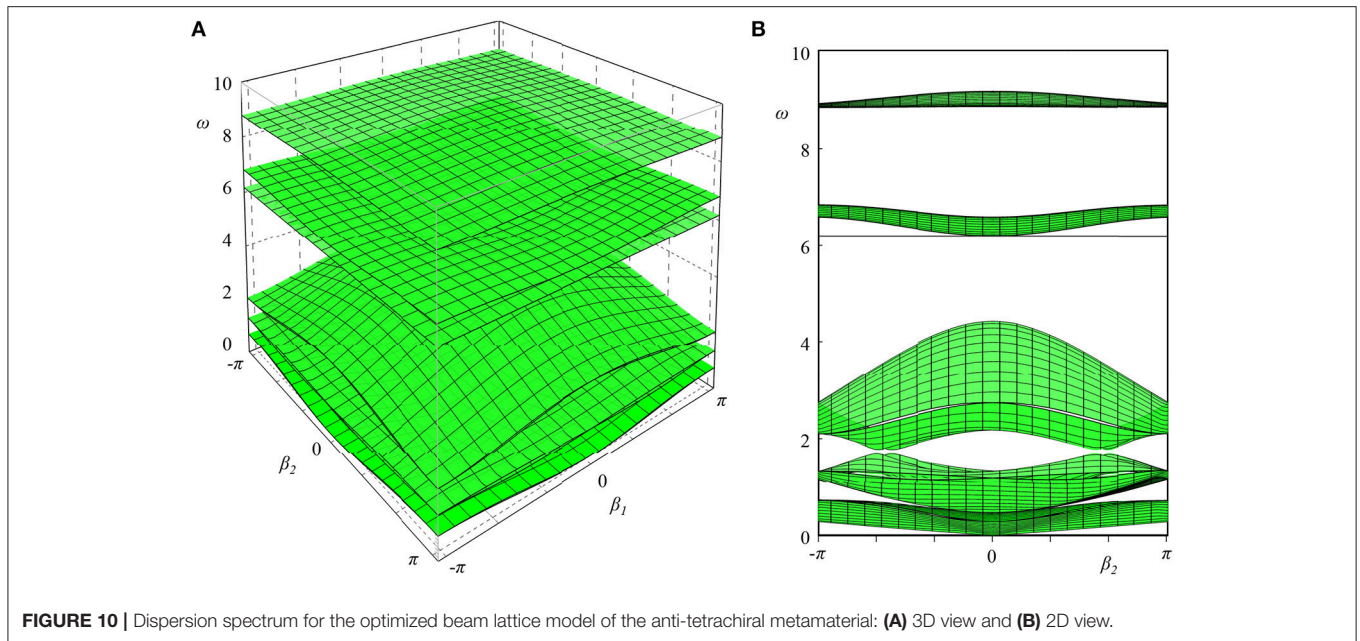 A
10
ω
8
6
4
2
0
-π
0
β2
π
-π
0
β1
π
B
10
ω
8
6
4
2
0
-π
0
β2
π
FIGURE 10 | Dispersion spectrum for the optimized beam lattice model of the anti-tetrachiral metamaterial: (A) 3D view and (B) 2D view.